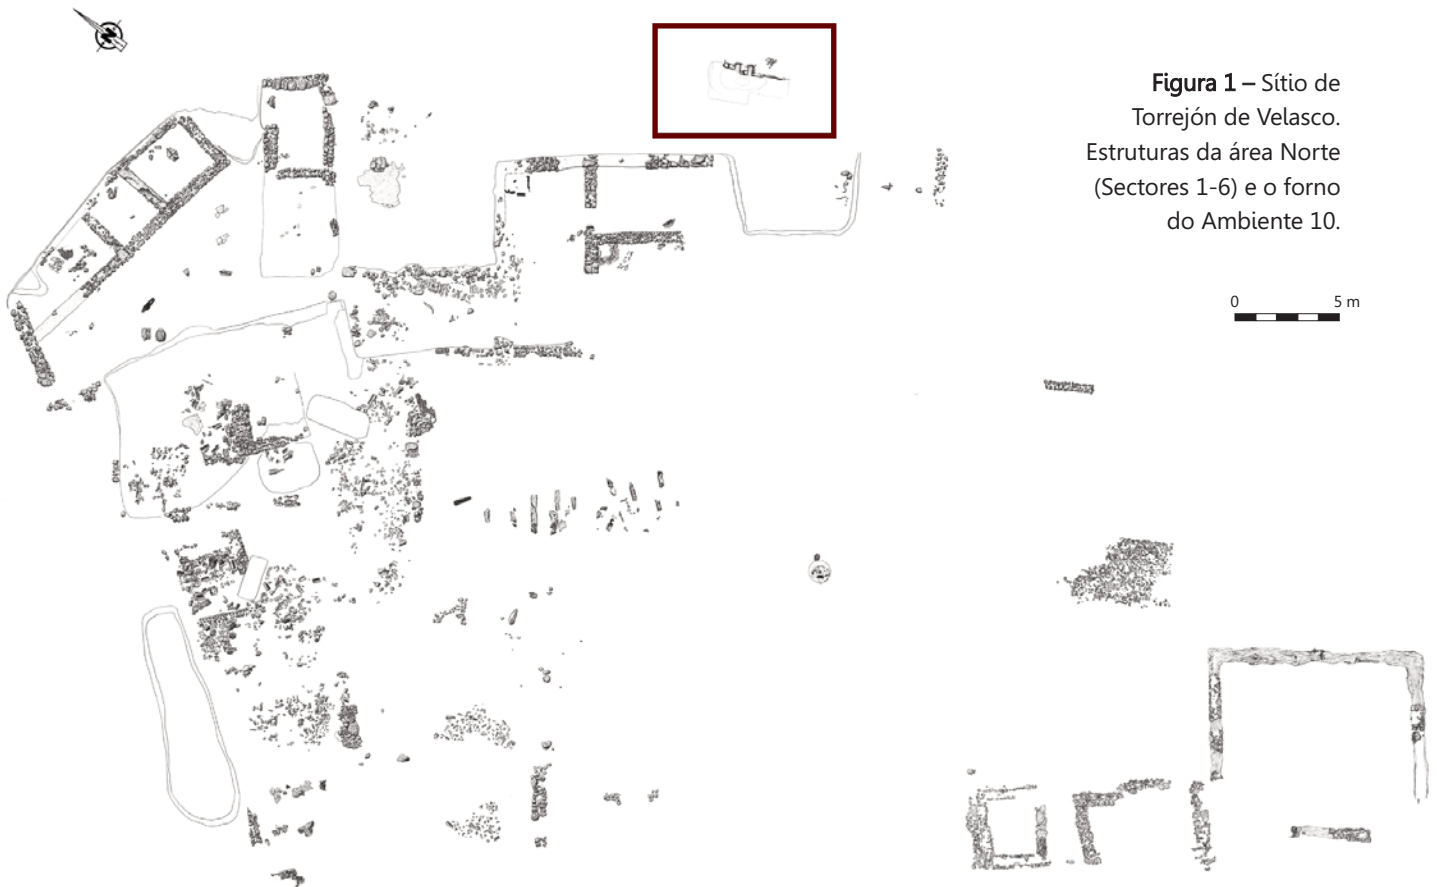 Figura 1 – Sítio de
Torrejón de Velasco.
Estruturas da área Norte
(Sectores 1-6) e o forno
do Ambiente 10.
0 5 m